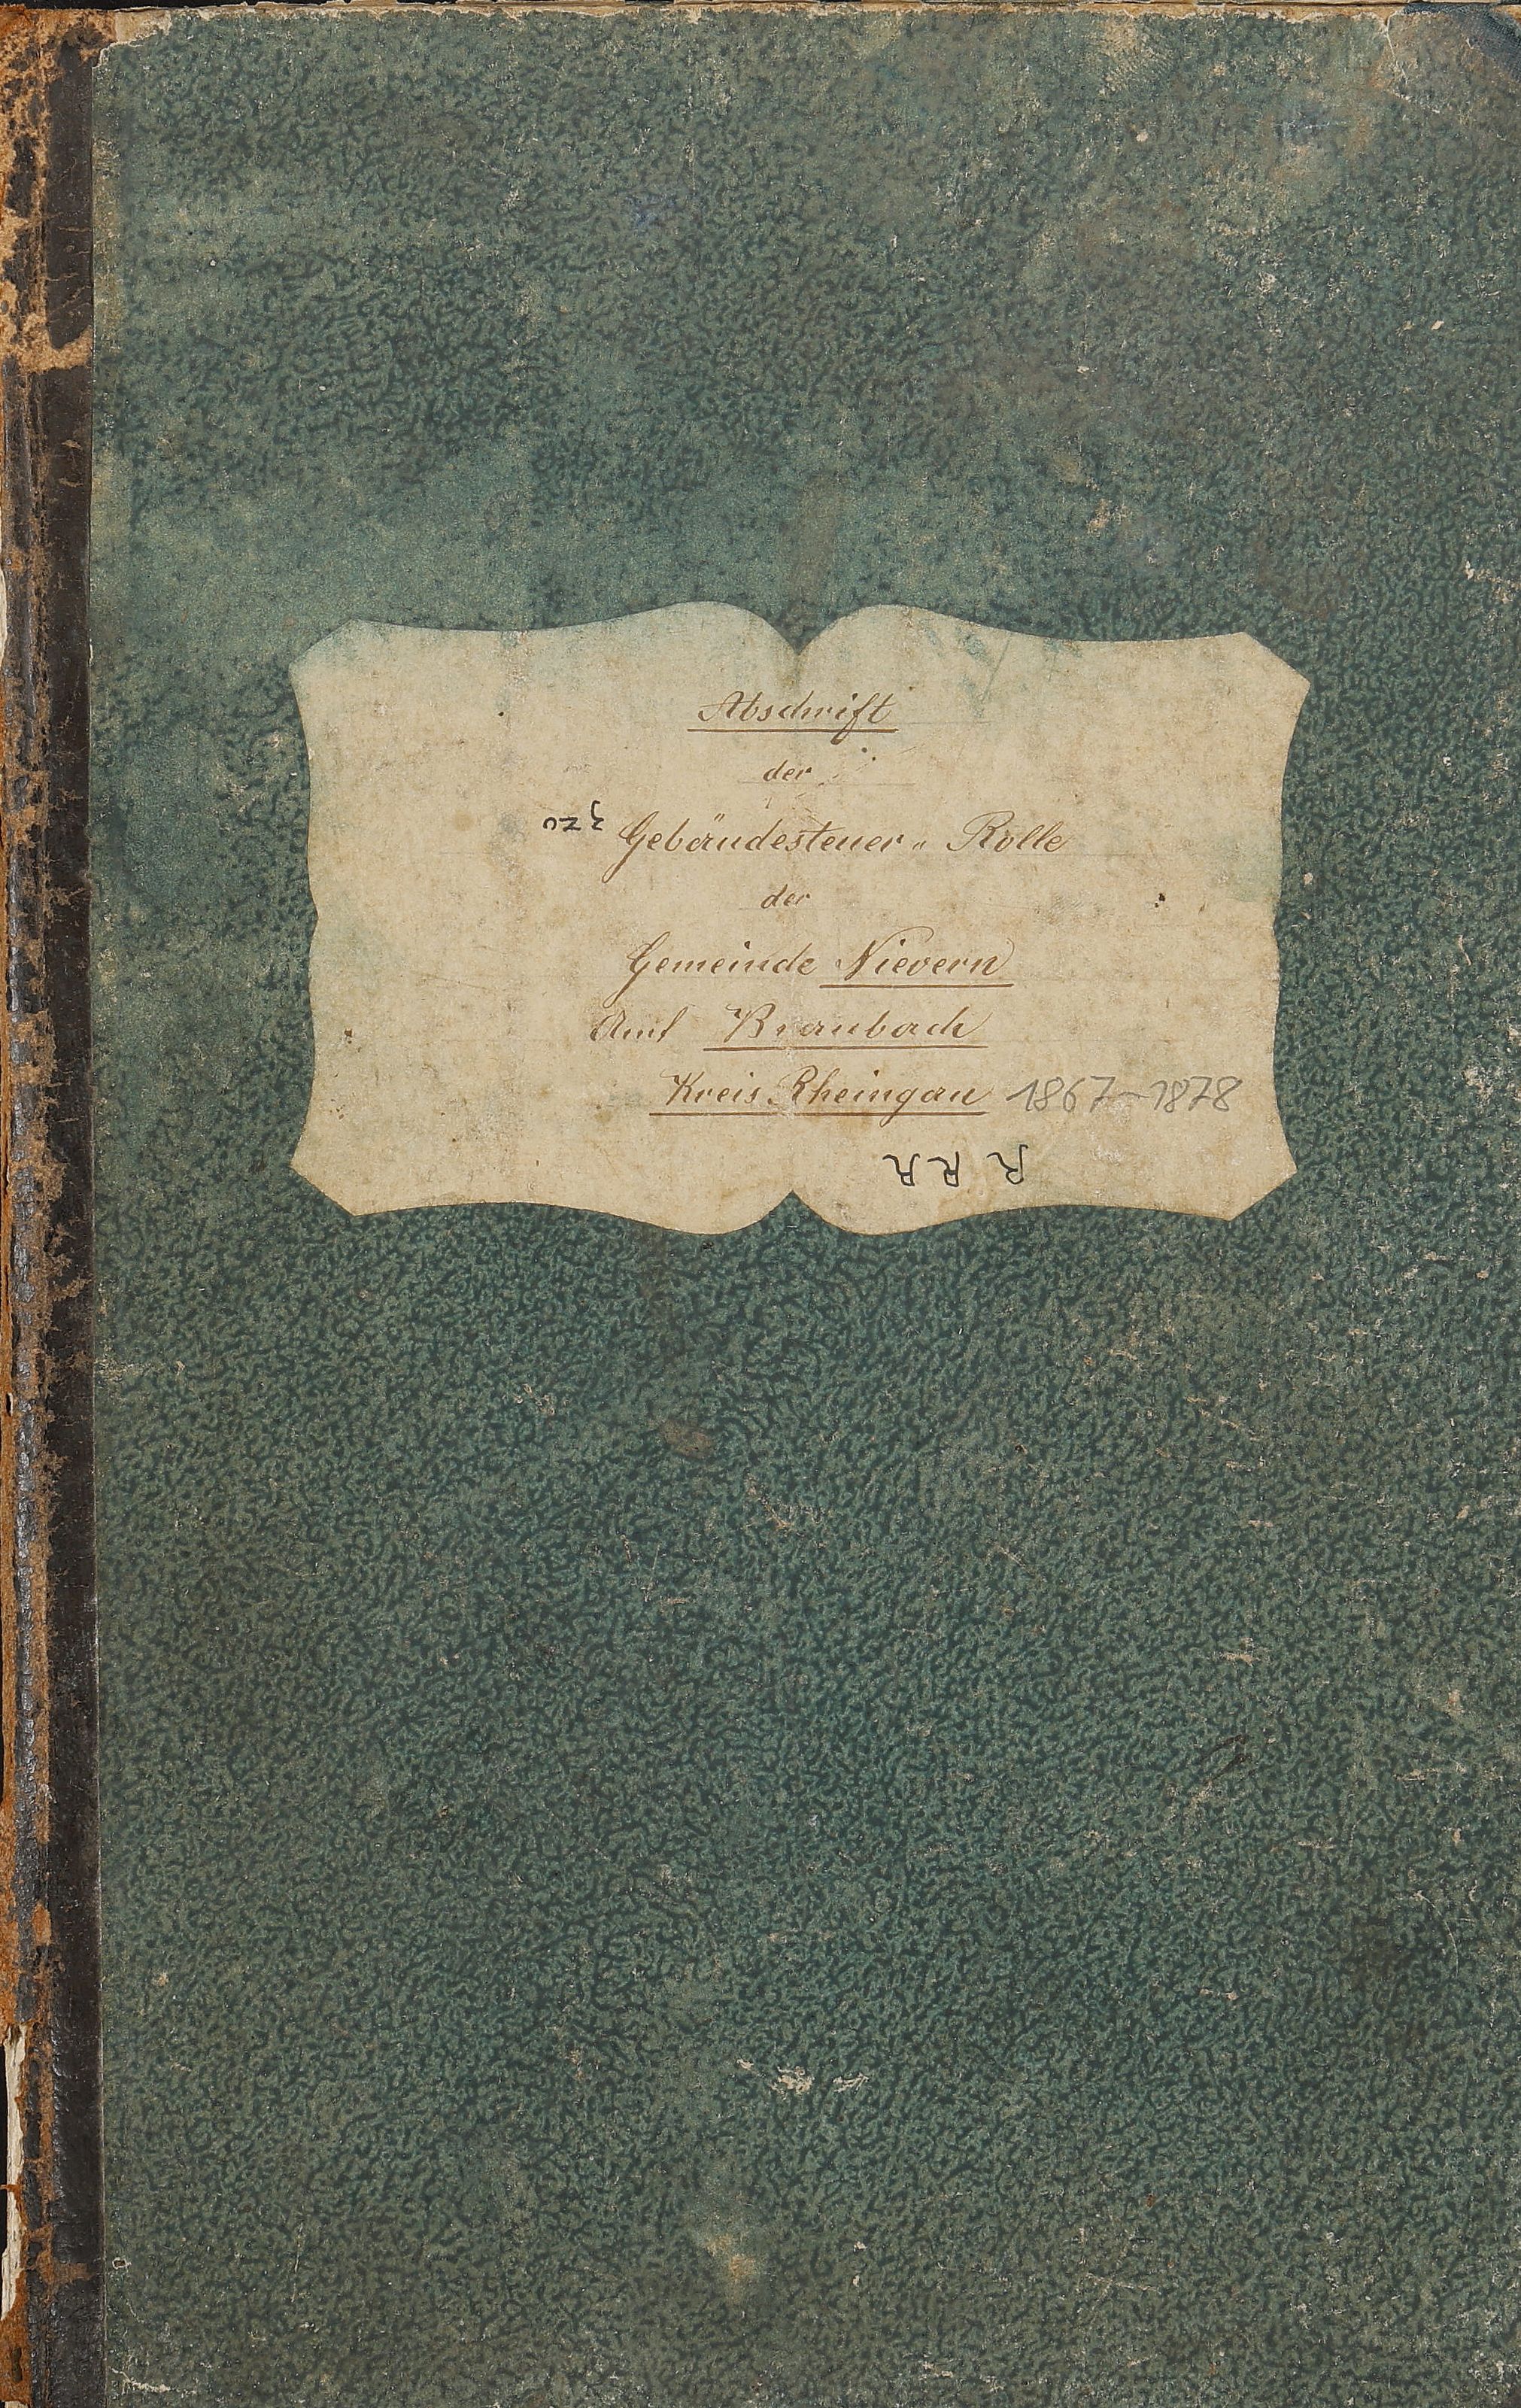 Abschrift
der
Gebäudesteuer " Rolle
der
Gemeinde Nievern
Amt Braubach
Kreis Rheingau 1867-1878
R R R